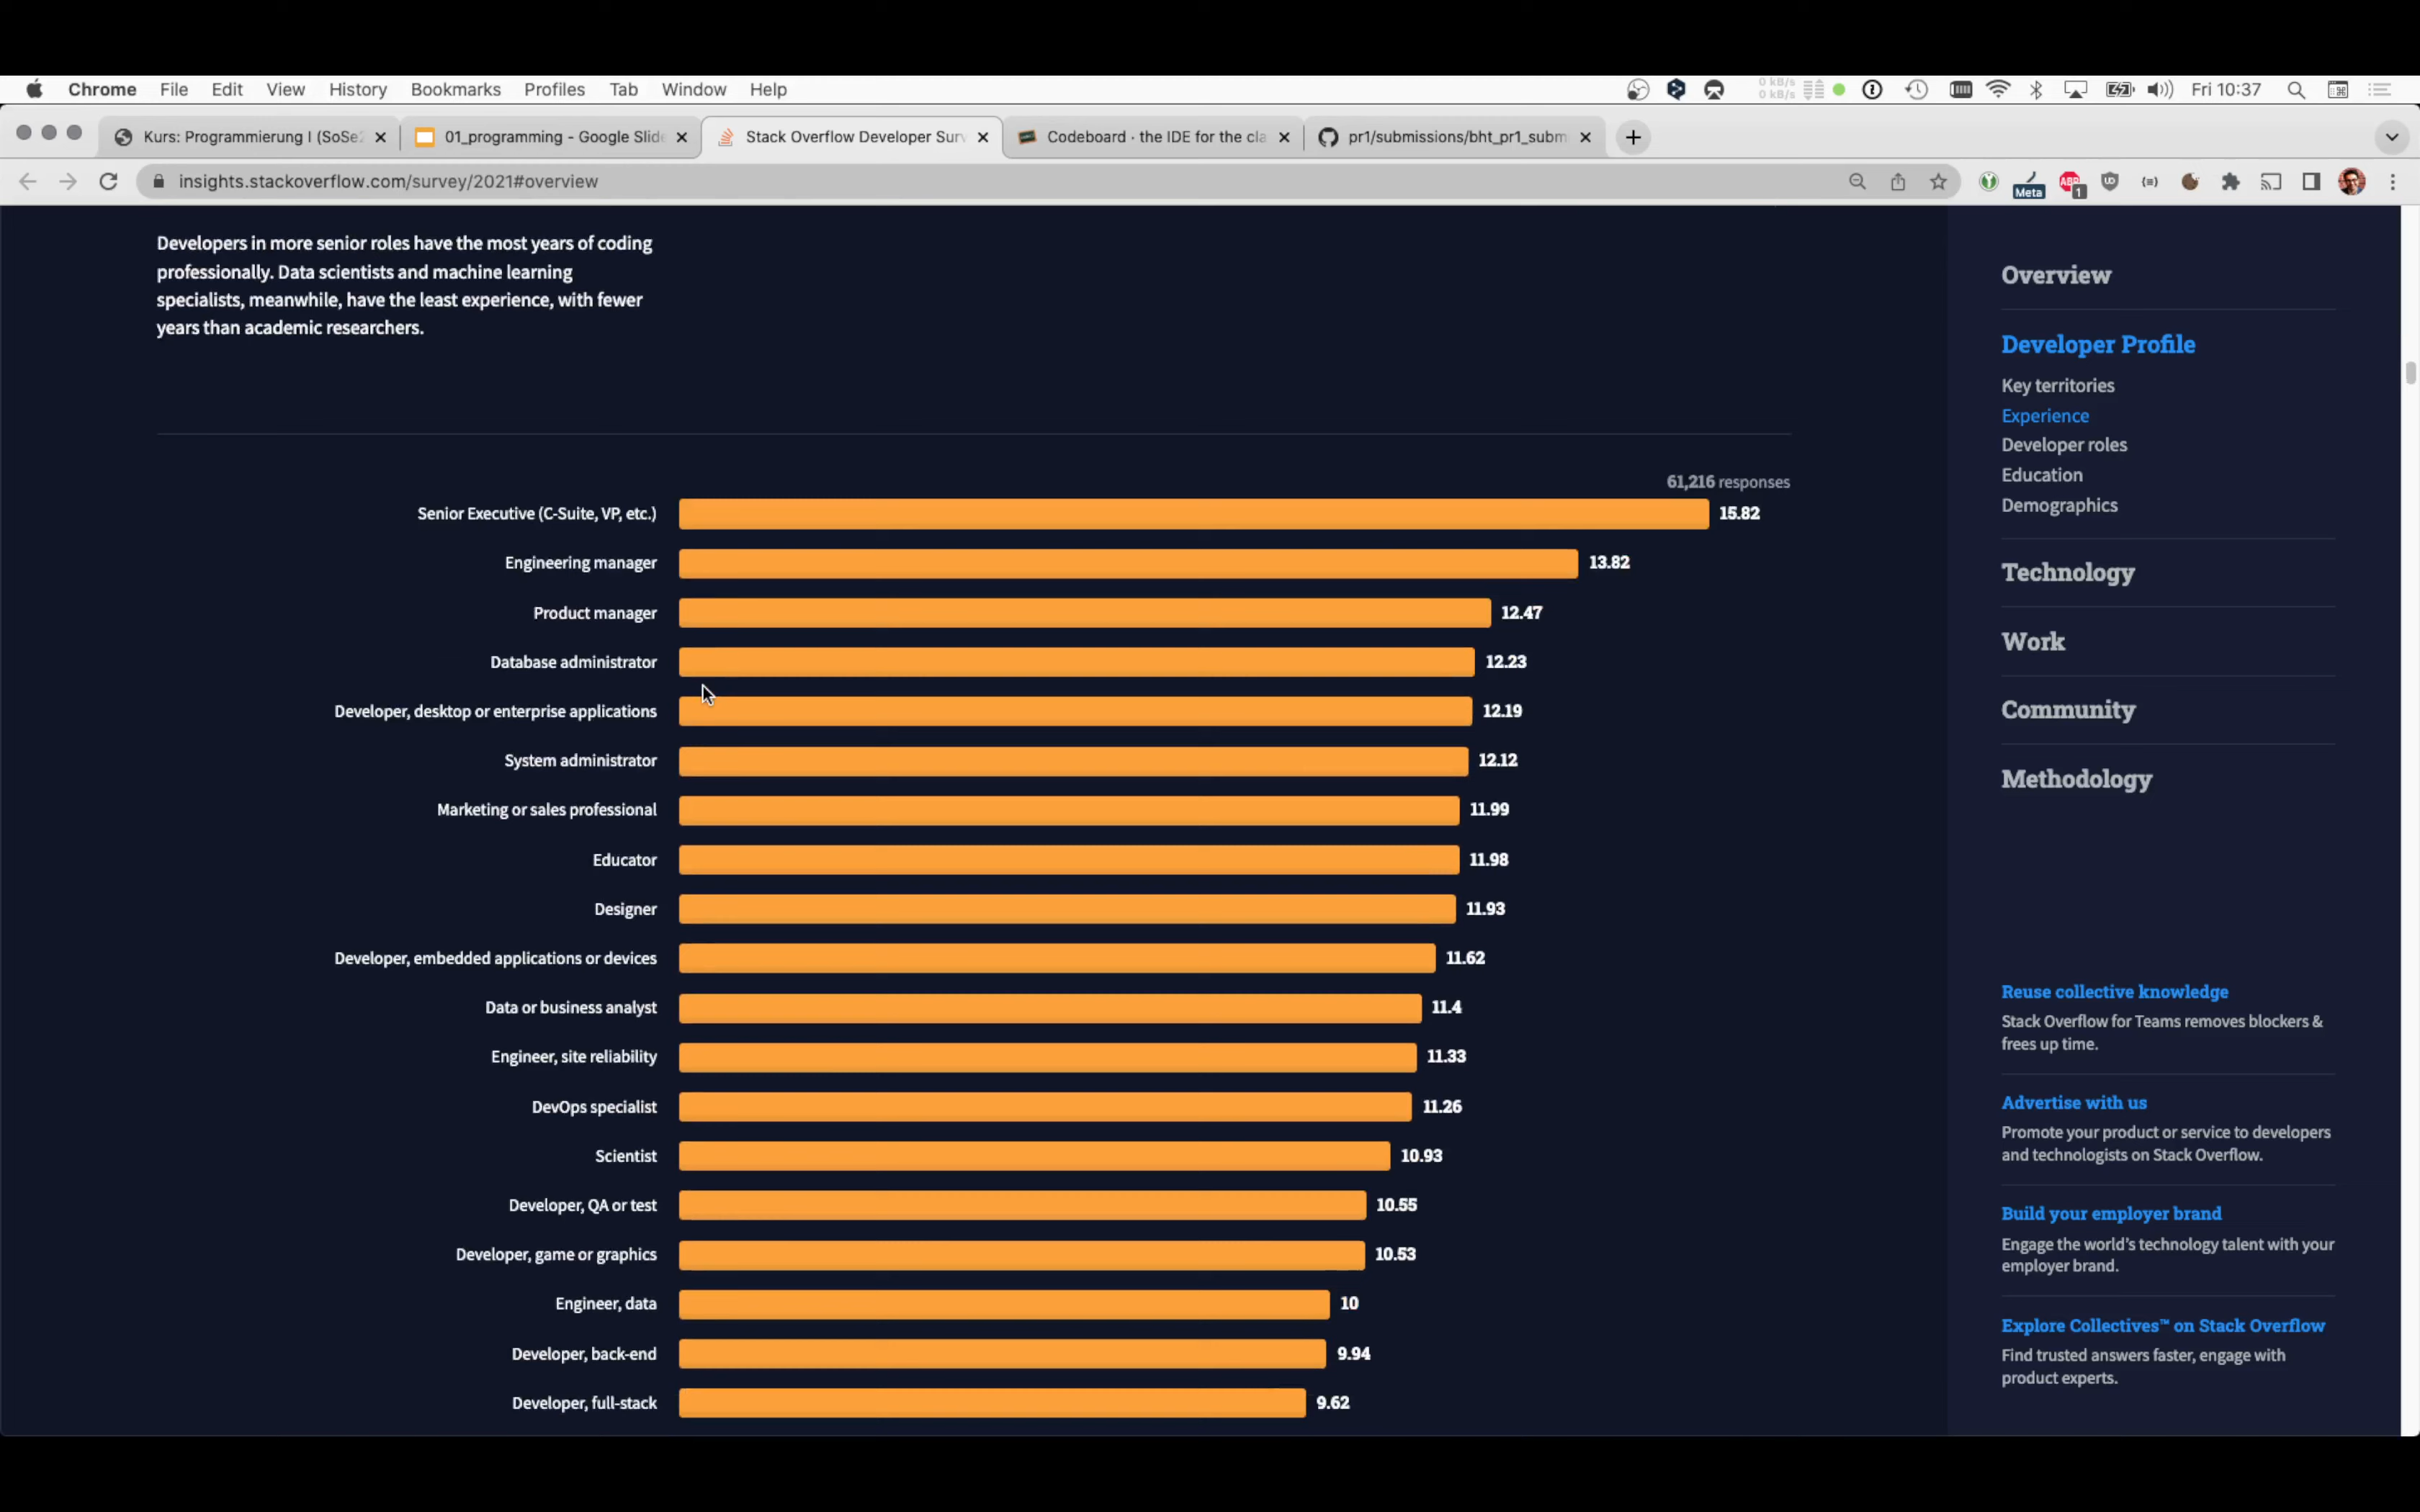 Chrome File Edit View History Bookmarks Profiles Tab Window Help
0 kB/s
0 kB/s
Fri 10:37
Kurs: Programmierung I (SoSe2
01_programming - Google Slide
Stack Overflow Developer Surv
Codeboard · the IDE for the cla
pr1/submissions/bht_pr1_subm
insights.stackoverflow.com/survey/2021#overview
Meta
ABP
1
Developers in more senior roles have the most years of coding
professionally. Data scientists and machine learning
specialists, meanwhile, have the least experience, with fewer
years than academic researchers.
61,216 responses
Senior Executive (C-Suite, VP, etc.) 15.82
Engineering manager 13.82
Product manager 12.47
Database administrator 12.23
Developer, desktop or enterprise applications 12.19
System administrator 12.12
Marketing or sales professional 11.99
Educator 11.98
Designer 11.93
Developer, embedded applications or devices 11.62
Data or business analyst 11.4
Engineer, site reliability 11.33
DevOps specialist 11.26
Scientist 10.93
Developer, QA or test 10.55
Developer, game or graphics 10.53
Engineer, data 10
Developer, back-end 9.94
Developer, full-stack 9.62
Overview
Developer Profile
Key territories
Experience
Developer roles
Education
Demographics
Technology
Work
Community
Methodology
Reuse collective knowledge
Stack Overflow for Teams removes blockers &
frees up time.
Advertise with us
Promote your product or service to developers
and technologists on Stack Overflow.
Build your employer brand
Engage the world's technology talent with your
employer brand.
Explore Collectives™ on Stack Overflow
Find trusted answers faster, engage with
product experts.